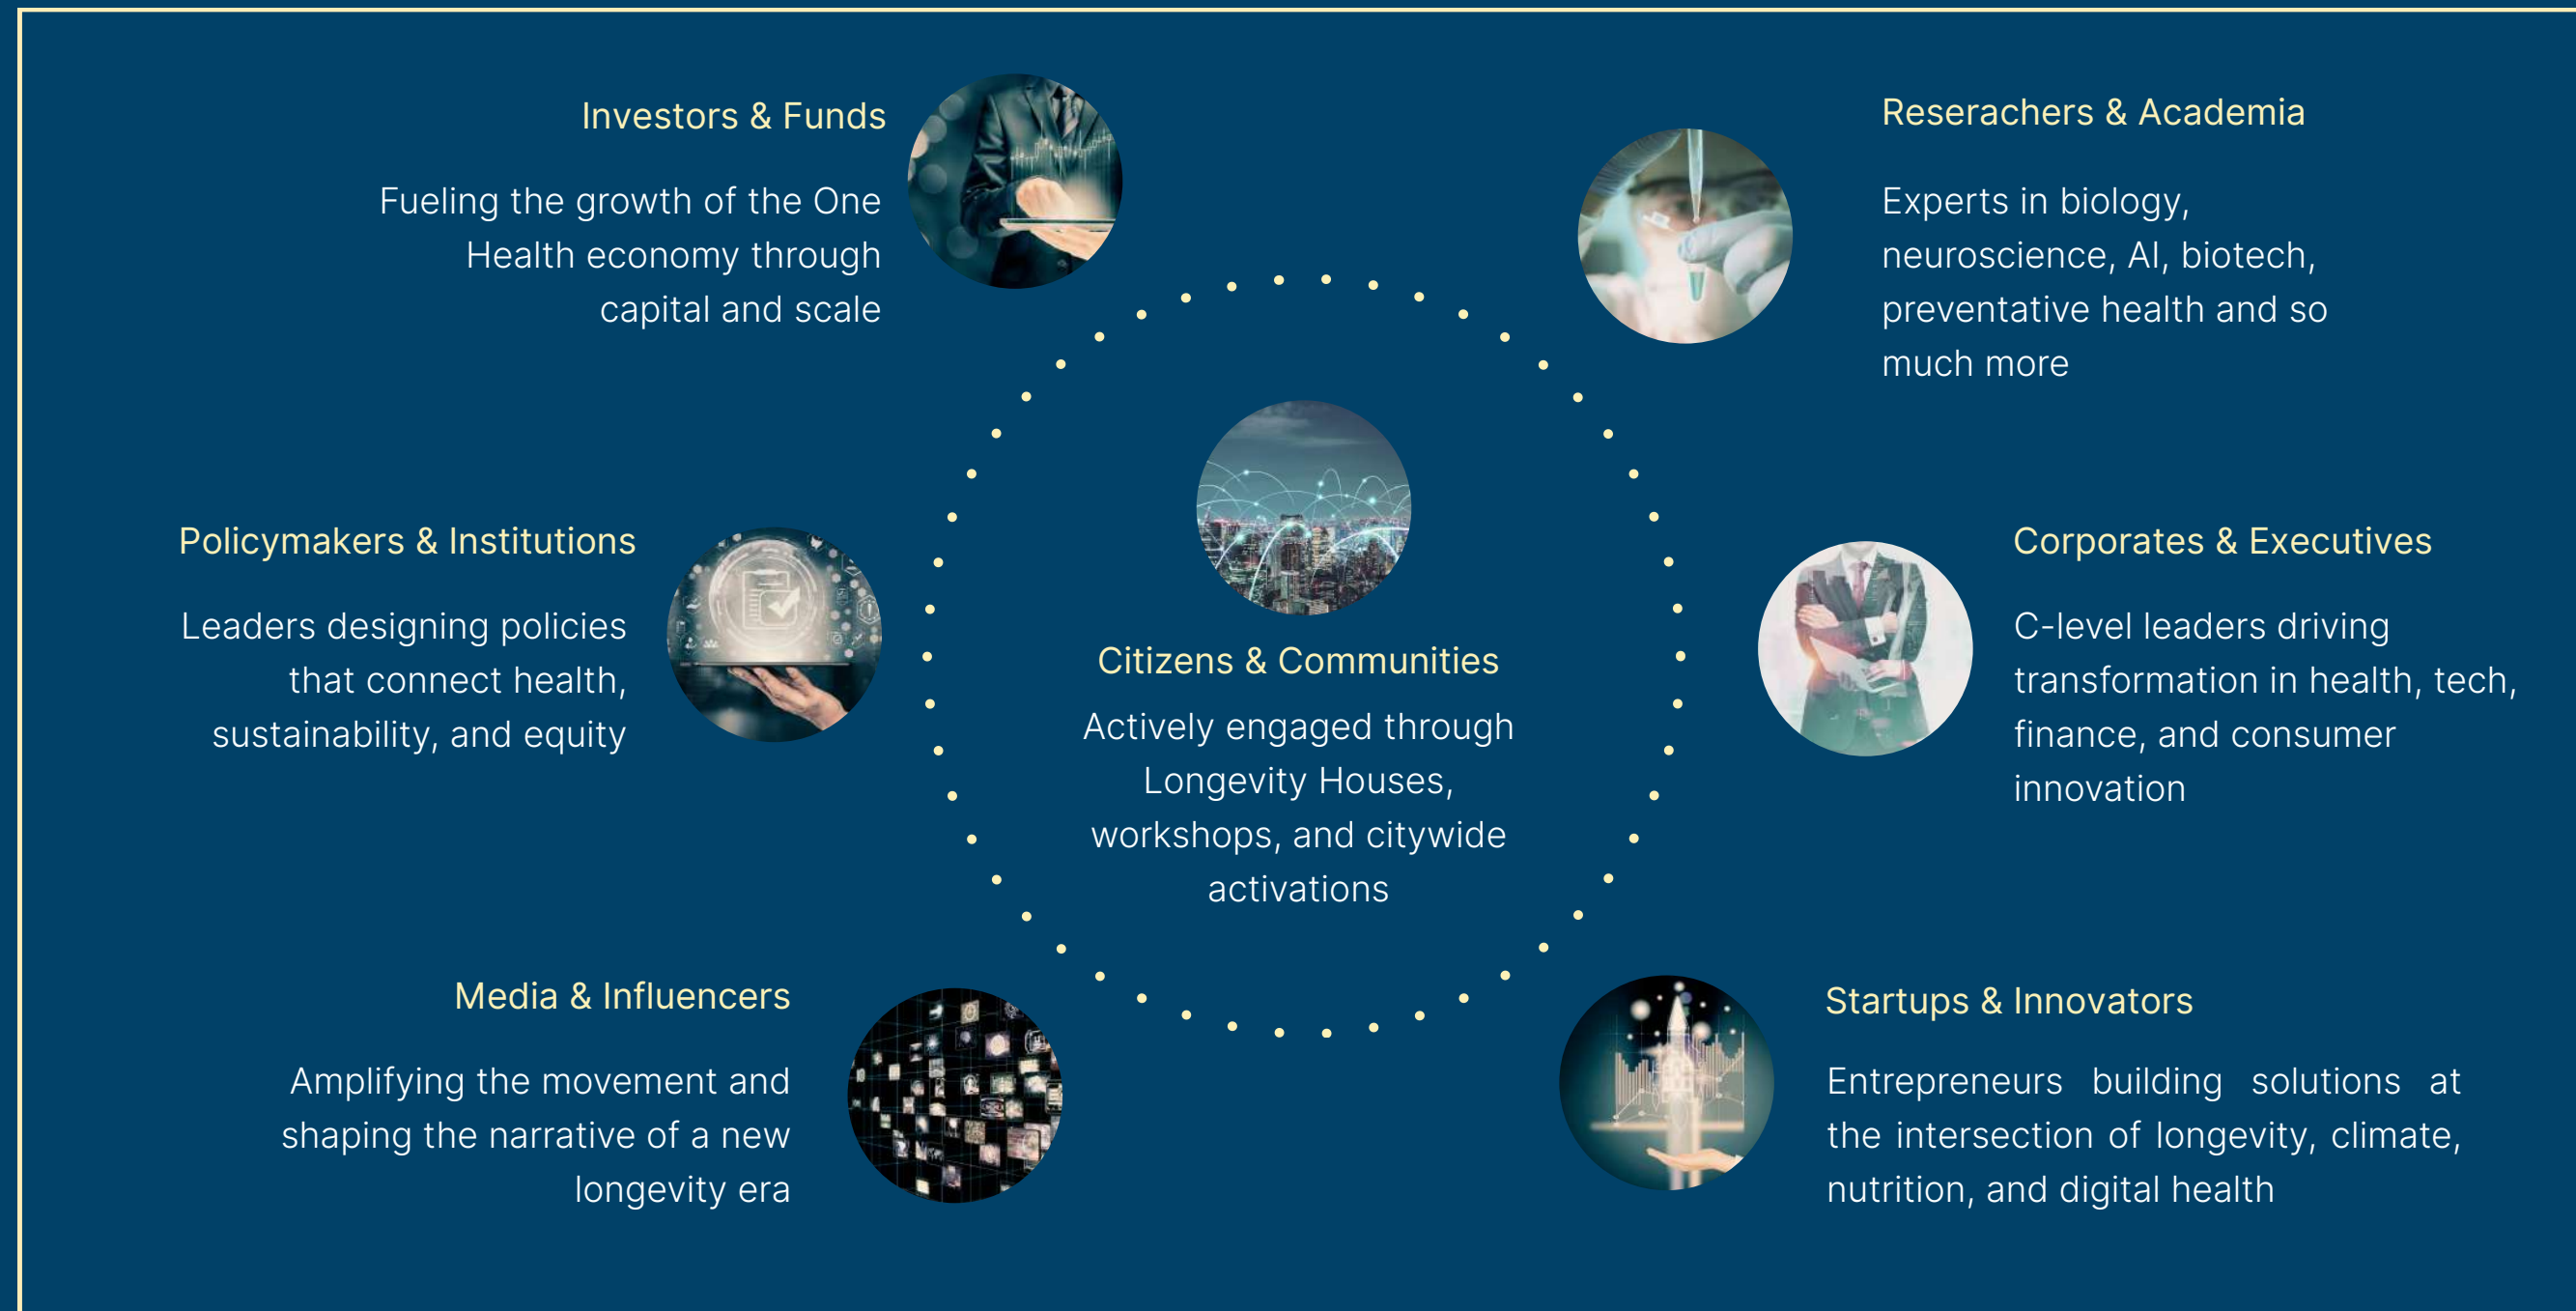 Investors & Funds
Fueling the growth of the One
Health economy through
capital and scale
Reserachers & Academia
Experts in biology,
neuroscience, AI, biotech,
preventative health and so
much more
Policymakers & Institutions
Leaders designing policies
that connect health,
sustainability, and equity
Citizens & Communities
Actively engaged through
Longevity Houses,
workshops, and citywide
activations
Corporates & Executives
C-level leaders driving
transformation in health, tech,
finance, and consumer
innovation
Media & Influencers
Amplifying the movement and
shaping the narrative of a new
longevity era
Startups & Innovators
Entrepreneurs building solutions at
the intersection of longevity, climate,
nutrition, and digital health